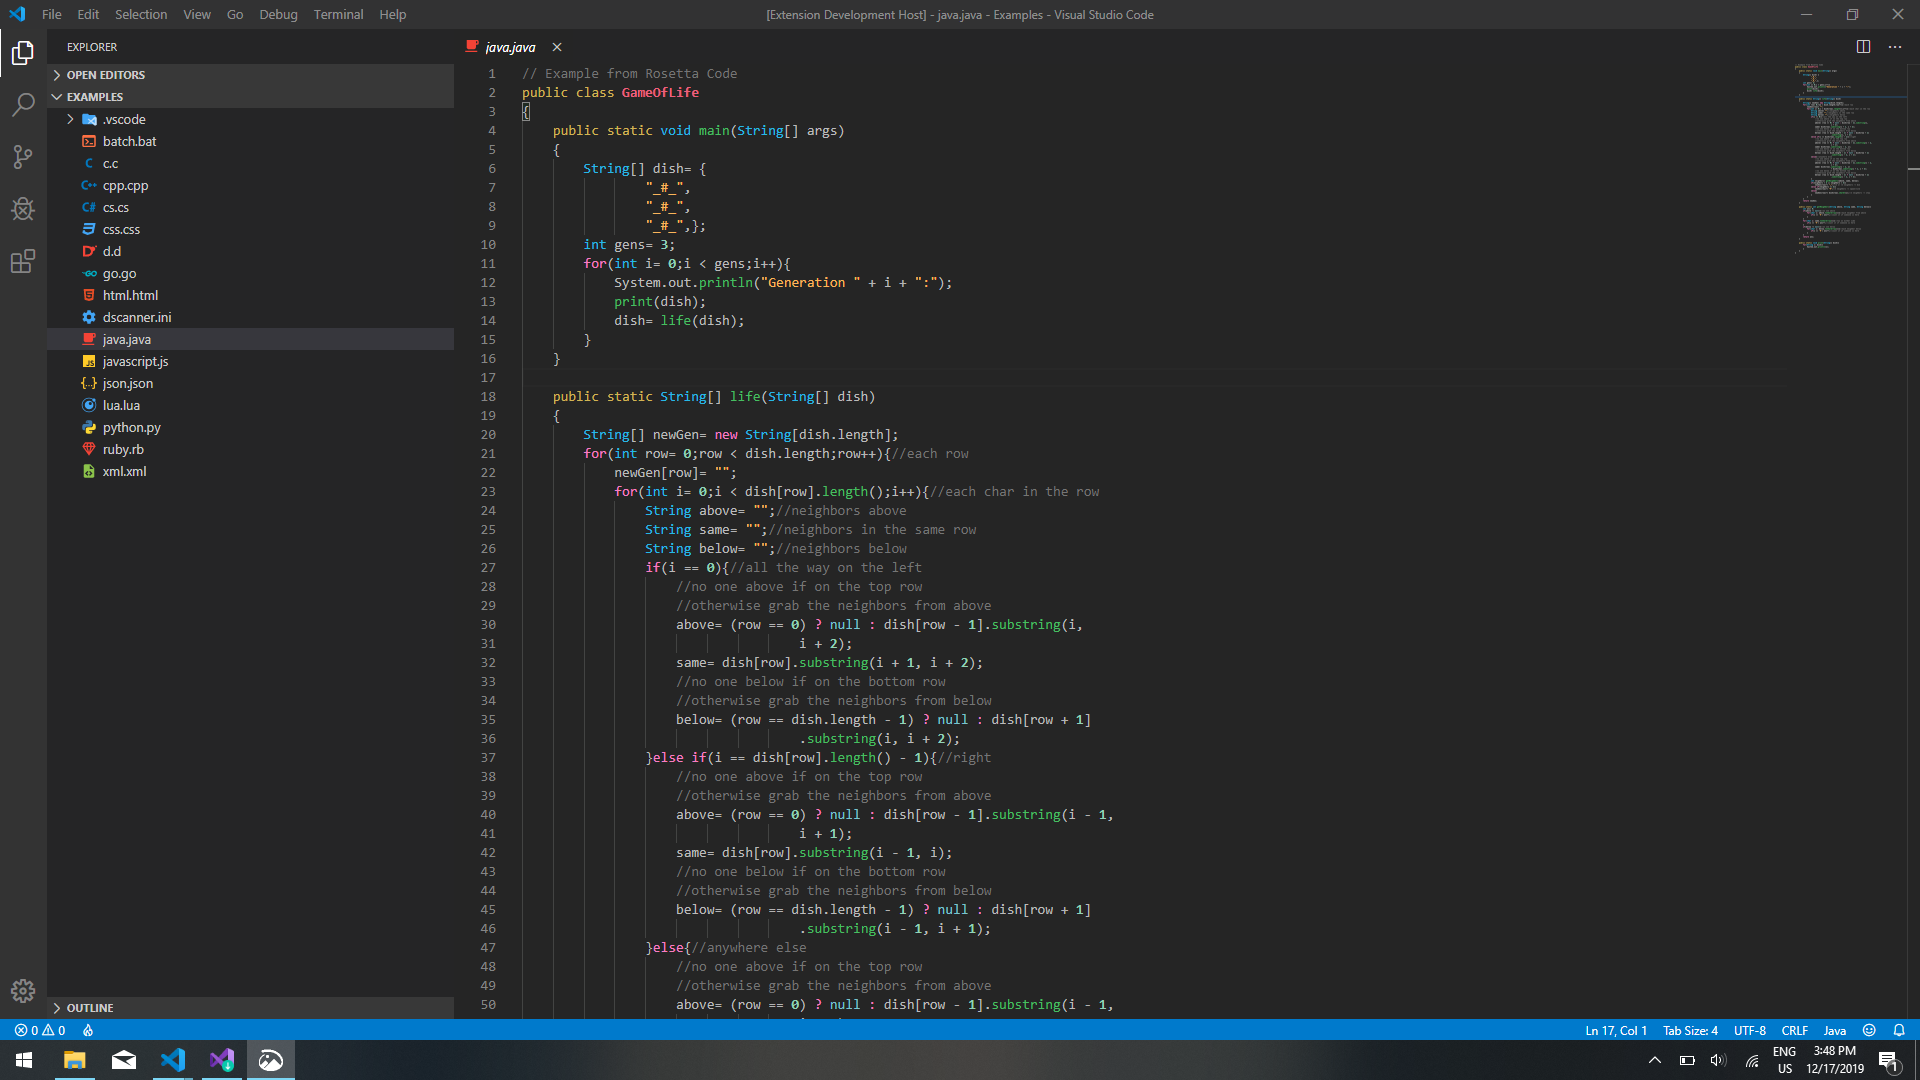 File Edit Selection View Go Debug Terminal Help
[Extension Development Host] - java.java - Examples - Visual Studio Code
EXPLORER
OPEN EDITORS
EXAMPLES
.vscode
batch.bat
c.c
cpp.cpp
cs.cs
css.css
d.d
go.go
html.html
dscanner.ini
java.java
javascript.js
json.json
lua.lua
python.py
ruby.rb
xml.xml
OUTLINE
java.java
1 // Example from Rosetta Code
2 public class GameOfLife
3 {
4     public static void main(String[] args)
5     {
6         String[] dish= {
7                 "_#_",
8                 "_#_",
9                 "_#_",};
10         int gens= 3;
11         for(int i= 0;i < gens;i++){
12             System.out.println("Generation " + i + ":");
13             print(dish);
14             dish= life(dish);
15         }
16     }
17
18     public static String[] life(String[] dish)
19     {
20         String[] newGen= new String[dish.length];
21         for(int row= 0;row < dish.length;row++){//each row
22             newGen[row]= "";
23             for(int i= 0;i < dish[row].length();i++){//each char in the row
24                 String above= "";//neighbors above
25                 String same= "";//neighbors in the same row
26                 String below= "";//neighbors below
27                 if(i == 0){//all the way on the left
28                     //no one above if on the top row
29                     //otherwise grab the neighbors from above
30                     above= (row == 0) ? null : dish[row - 1].substring(i,
31                                     i + 2);
32                     same= dish[row].substring(i + 1, i + 2);
33                     //no one below if on the bottom row
34                     //otherwise grab the neighbors from below
35                     below= (row == dish.length - 1) ? null : dish[row + 1]
36                                     .substring(i, i + 2);
37                 }else if(i == dish[row].length() - 1){//right
38                     //no one above if on the top row
39                     //otherwise grab the neighbors from above
40                     above= (row == 0) ? null : dish[row - 1].substring(i - 1,
41                                     i + 1);
42                     same= dish[row].substring(i - 1, i);
43                     //no one below if on the bottom row
44                     //otherwise grab the neighbors from below
45                     below= (row == dish.length - 1) ? null : dish[row + 1]
46                                     .substring(i - 1, i + 1);
47                 }else{//anywhere else
48                     //no one above if on the top row
49                     //otherwise grab the neighbors from above
50                     above= (row == 0) ? null : dish[row - 1].substring(i - 1,
0 0
Ln 17, Col 1 Tab Size: 4 UTF-8 CRLF Java
ENG US
3:48 PM
12/17/2019
1